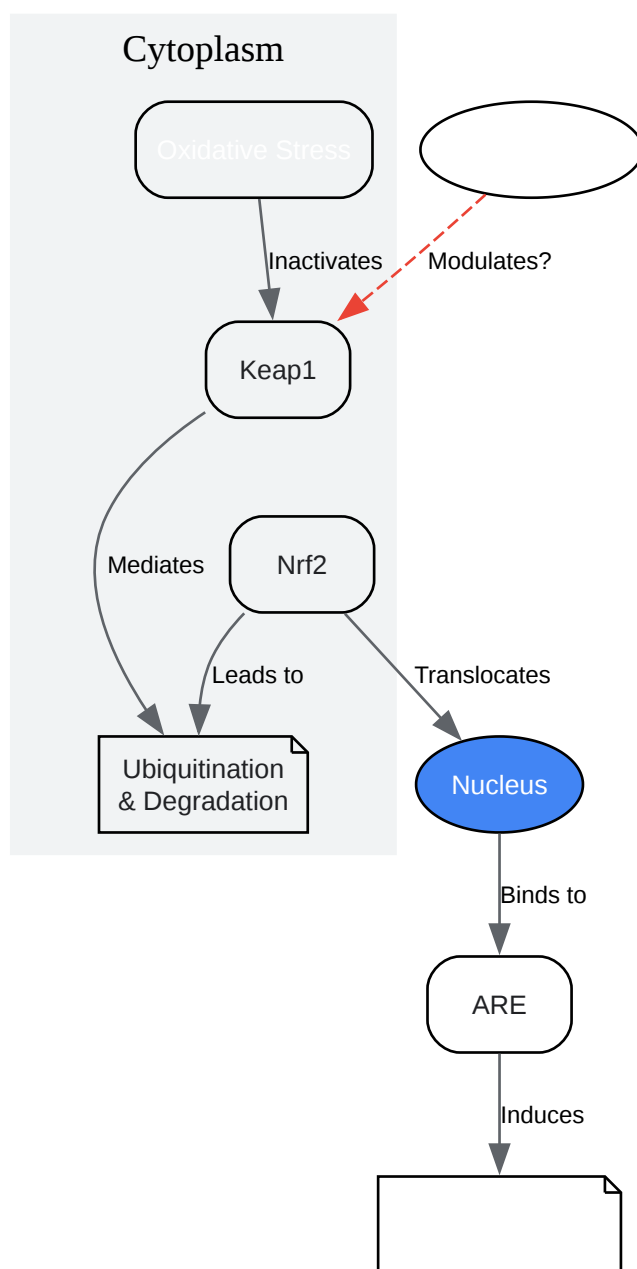 Cytoplasm
Oxidative Stress
Inactivates
Modulates?
Keap1
Nrf2
Mediates
Leads to
Translocates
Ubiquitination
& Degradation
Nucleus
Binds to
ARE
Induces